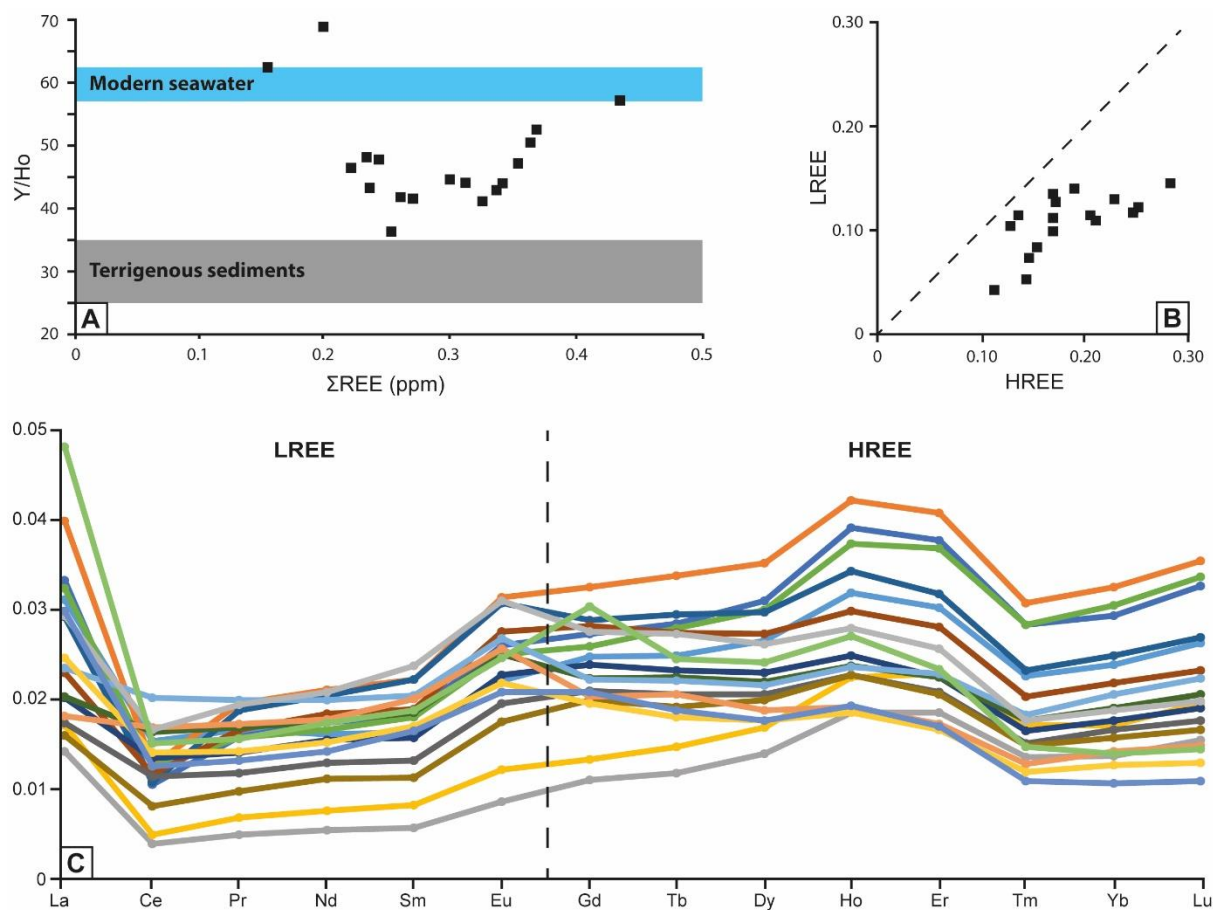 70
60
50
40
30
20
Y/Ho
Modern seawater
Terrigenous sediments
A
0
0.1
0.2
0.3
0.4
0.5
ΣREE (ppm)
0.30
0.20
0.10
0
LREE
B
0
0.10
0.20
0.30
HREE
0.05
0.04
0.03
0.02
0.01
0
LREE
HREE
C
La Ce Pr Nd Sm Eu Gd Tb Dy Ho Er Tm Yb Lu